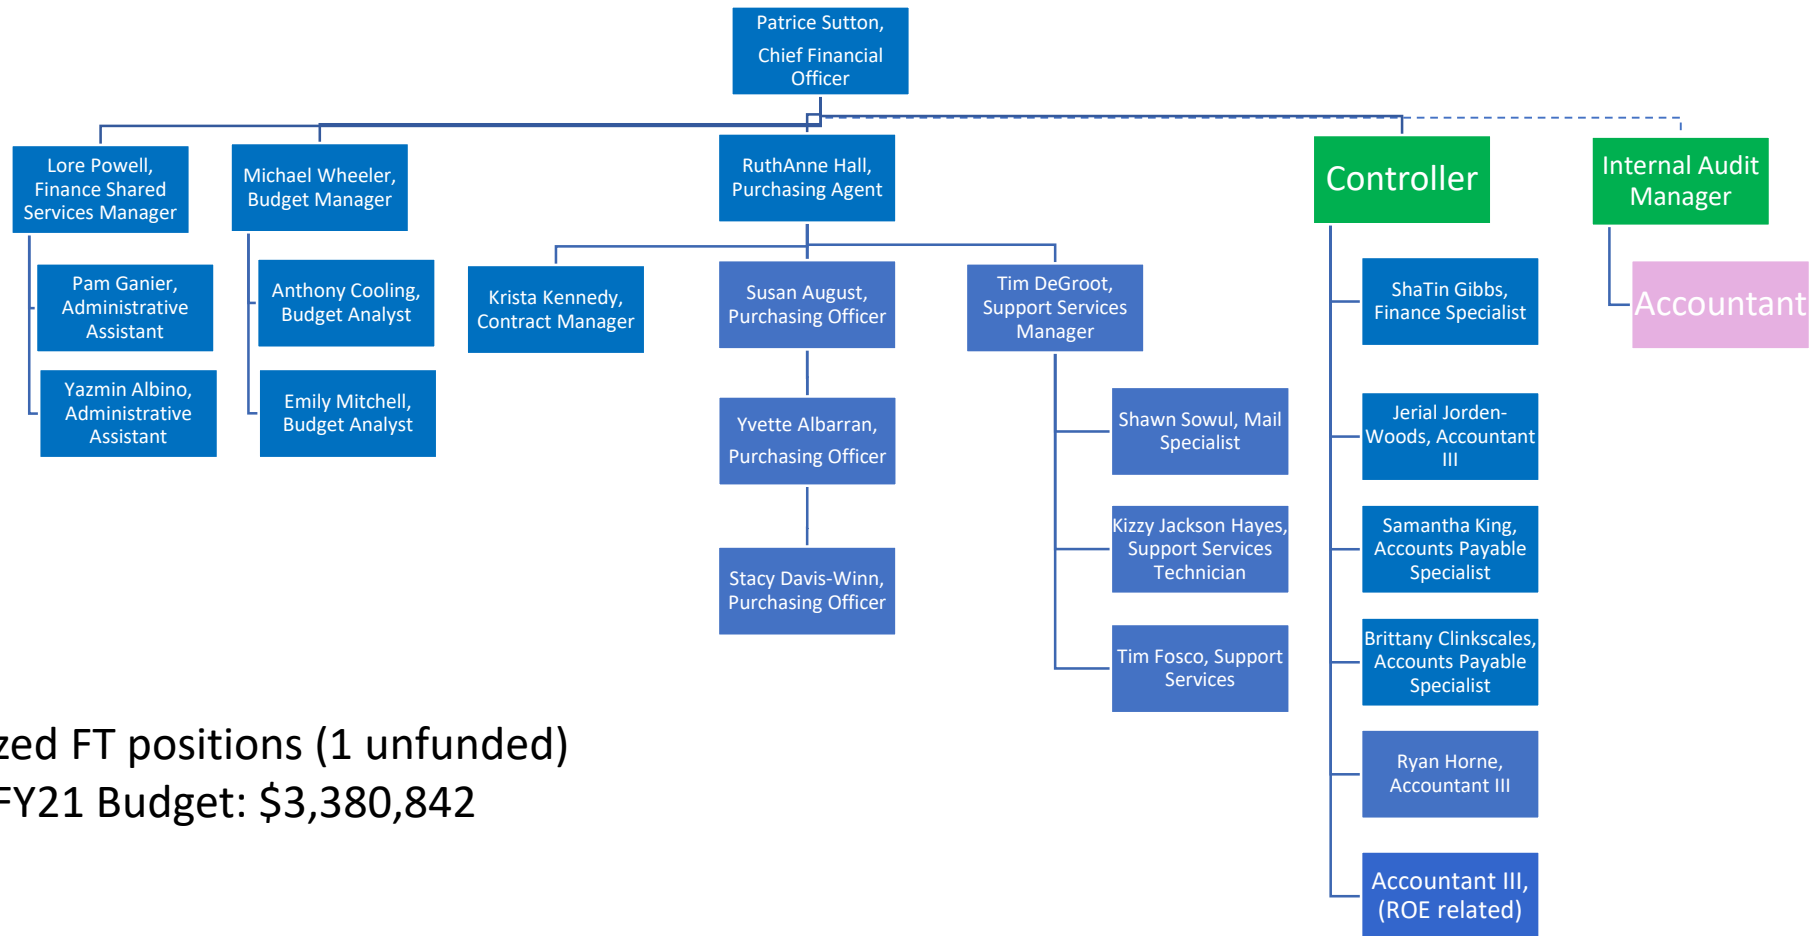 Patrice Sutton,
Chief Financial
Officer
Lore Powell,
Finance Shared
Services Manager
Michael Wheeler,
Budget Manager
RuthAnne Hall,
Purchasing Agent
Controller
Internal Audit
Manager
Pam Ganier,
Administrative
Assistant
Anthony Cooling,
Budget Analyst
Krista Kennedy,
Contract Manager
Susan August,
Purchasing Officer
Tim DeGroot,
Support Services
Manager
ShaTin Gibbs,
Finance Specialist
Accountant
Yazmin Albino,
Administrative
Assistant
Emily Mitchell,
Budget Analyst
Yvette Albarran,
Purchasing Officer
Shawn Sowul, Mail
Specialist
Jerial Jorden-
Woods, Accountant
III
Stacy Davis-Winn,
Purchasing Officer
Kizzy Jackson Hayes,
Support Services
Technician
Samantha King,
Accounts Payable
Specialist
Tim Fosco, Support
Services
Brittany Clinkscales,
Accounts Payable
Specialist
Ryan Horne,
Accountant III
Accountant III,
(ROE related)
zed FT positions (1 unfunded)
FY21 Budget: $3,380,842